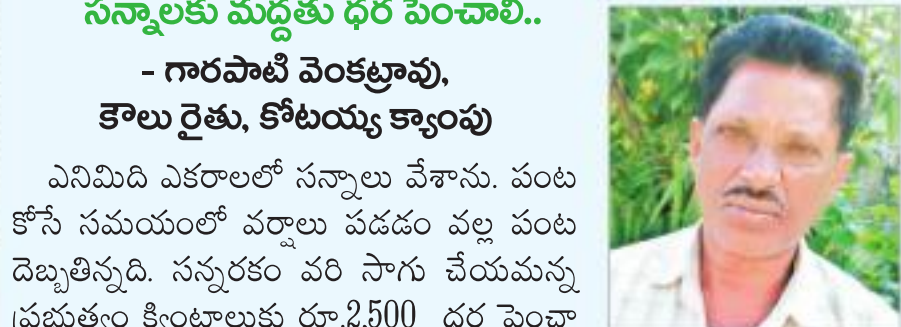 సన్నాలకు మద్దతు ధర పెంచాలి..
- గారపాటి వెంకట్రావు,
కౌలు రైతు, కోటయ్య క్యాంపు
ఎనిమిది ఎకరాలలో సన్నాలు వేశాను. పంట
కోసే సమయంలో వర్షాలు పడడం వల్ల పంట
దెబ్బతిన్నది. సన్నరకం వరి సాగు చేయమన్న
ప్రభుత్వం క్వింటాలుకు రూ.2,500 ధర పెంచా